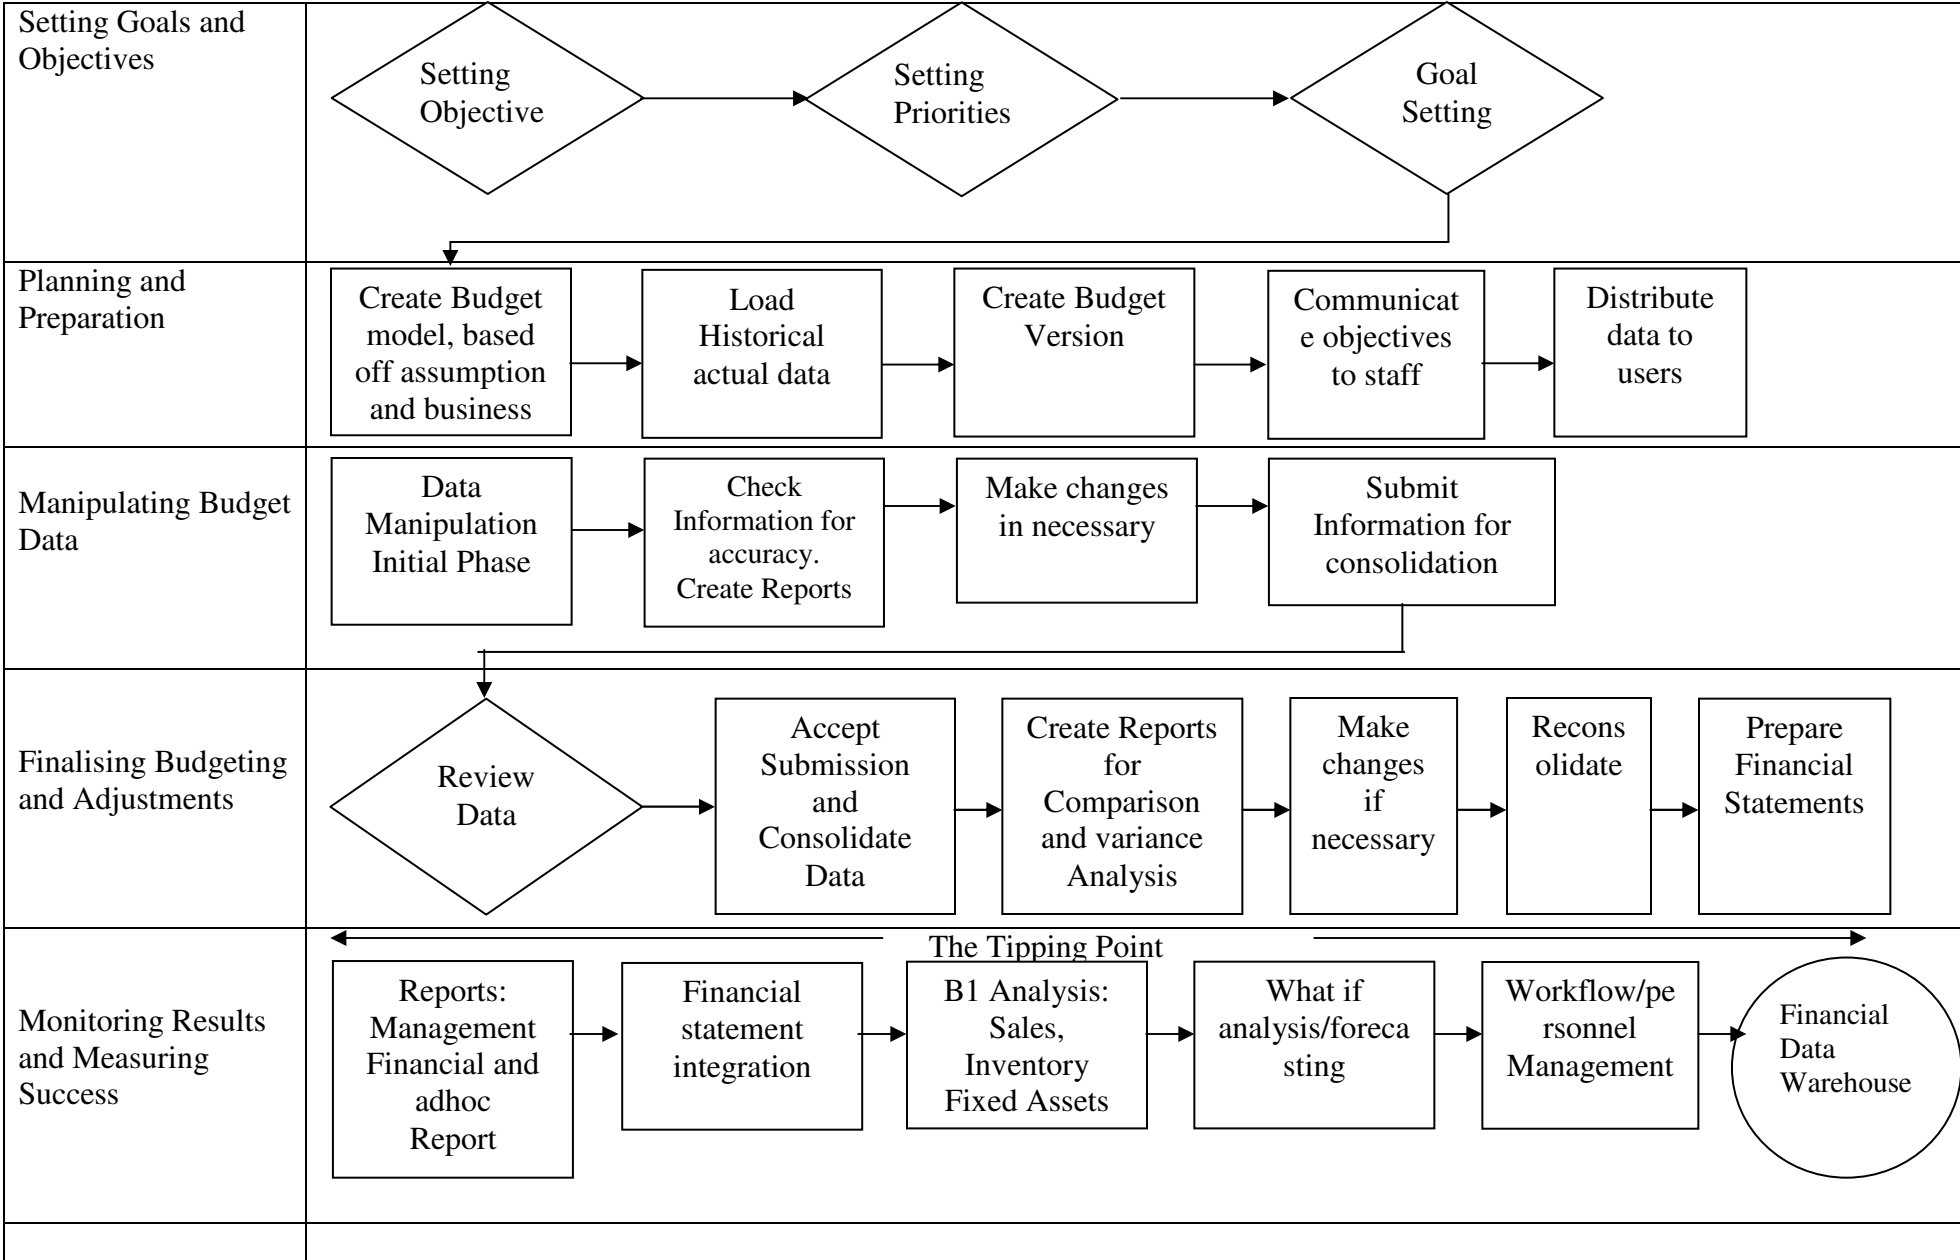 Setting Goals and
Objectives
Setting
Objective
Setting
Priorities
Goal
Setting
Planning and
Preparation
Create Budget
model, based
off assumption
and business
Load
Historical
actual data
Create Budget
Version
Communicat
e objectives
to staff
Distribute
data to
users
Manipulating Budget
Data
Data
Manipulation
Initial Phase
Check
Information for
accuracy.
Create Reports
Make changes
in necessary
Submit
Information for
consolidation
Finalising Budgeting
and Adjustments
Review
Data
Accept
Submission
and
Consolidate
Data
Create Reports
for
Comparison
and variance
Analysis
Make
changes
if
necessary
Recons
olidate
Prepare
Financial
Statements
The Tipping Point
Monitoring Results
and Measuring
Success
Reports:
Management
Financial and
adhoc
Report
Financial
statement
integration
B1 Analysis:
Sales,
Inventory
Fixed Assets
What if
analysis/foreca
sting
Workflow/pe
rsonnel
Management
Financial
Data
Warehouse